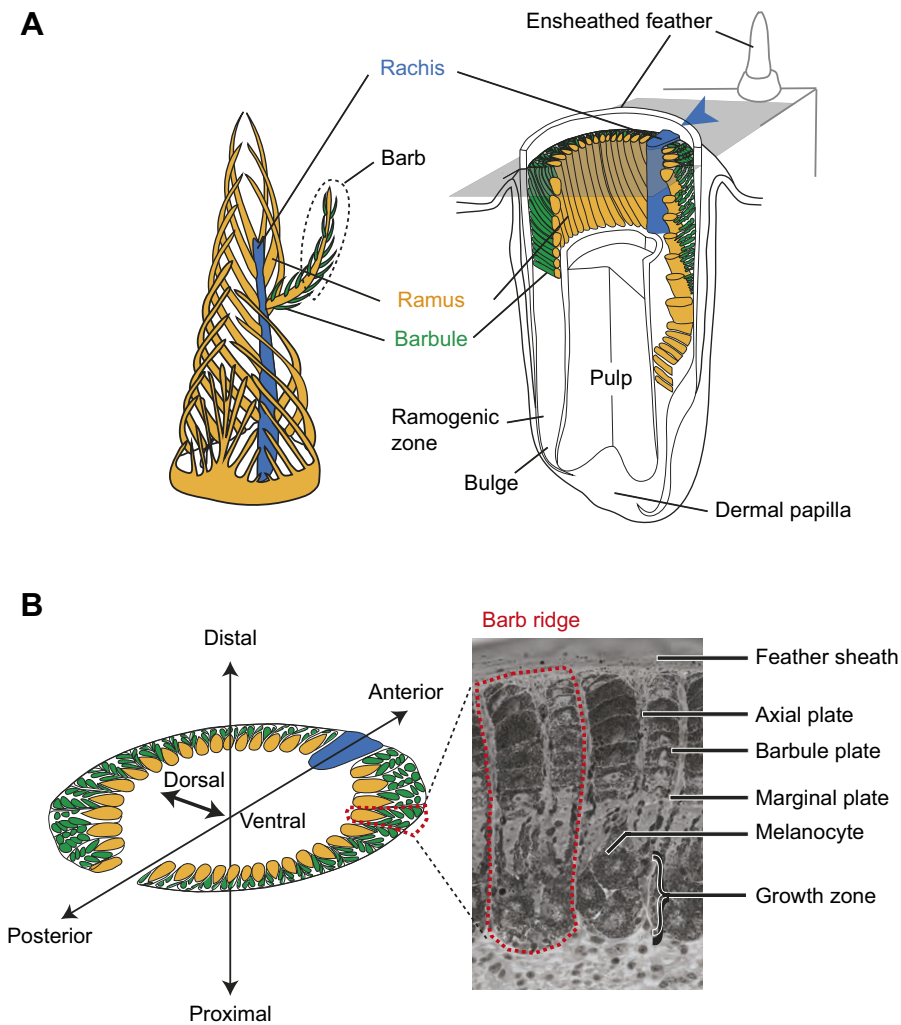 A
Ensheathed feather
Rachis
Barb
Ramus
Barbule
Pulp
Ramogenic
zone
Bulge
Dermal papilla
B
Barb ridge
Distal
Feather sheath
Anterior
Axial plate
Barbule plate
Dorsal
Marginal plate
Ventral
Melanocyte
Growth zone
Posterior
Proximal